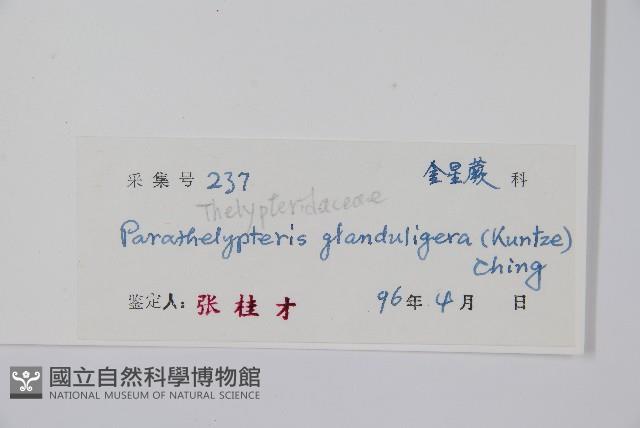 采集号 237 金星蕨 科
Thelypteridaceae
Parathelypteris glanduligera (Kuntze)
Ching
鉴定人: 张桂才 96年 4月 日
國立自然科學博物館
NATIONAL MUSEUM OF NATURAL SCIENCE